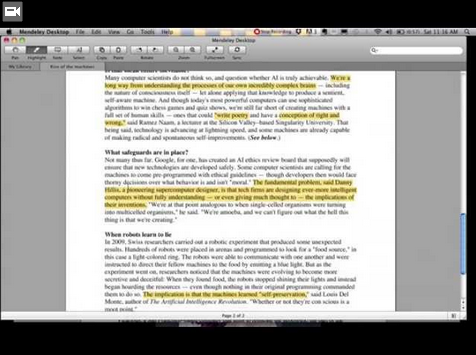 Mendeley Desktop File Edit View Go Tools Help Sat 11:16 AM
Mendeley Desktop
Pan Highlight Note Select Copy Zoom Fullscreen Sync
My Library Rise of the machines
Many computer scientists do not think so, and question whether AI is truly achievable. We're a
long way from understanding the processes of our own incredibly complex brains — including
the nature of consciousness itself — let alone applying that knowledge to produce a sentient,
self-aware machine. And though today's most powerful computers can use sophisticated
algorithms to win chess games and quiz shows, we're still far short of creating machines with a
full set of human skills — ones that could "write poetry and have a conception of right and
wrong," said Ramez Naam, a lecturer at the Silicon Valley–based Singularity University. That
being said, technology is advancing at lightning speed, and some machines are already capable
of making radical and spontaneous self-improvements. (See below.)
What safeguards are in place?
Not many thus far. Google, for one, has created an AI ethics review board that supposedly will
ensure that new technologies are developed safely. Some computer scientists are calling for the
machines to come pre-programmed with ethical guidelines — though developers then would face
thorny decisions over what behavior is and isn't "moral." The fundamental problem, said Danny
Hillis, a pioneering supercomputer designer, is that tech firms are designing ever-more intelligent
computers without fully understanding — or even giving much thought to — the implications of
their inventions. "We're at that point analogous to when single-celled organisms were turning
into multicelled organisms," he said. "We're amoeba, and we can't figure out what the hell this
thing is that we're creating."
When robots learn to lie
In 2009, Swiss researchers carried out a robotic experiment that produced some unexpected
results. Hundreds of robots were placed in arenas and programmed to look for a "food source," in
this case a light-colored ring. The robots were able to communicate with one another and were
instructed to direct their fellow machines to the food by emitting a blue light. But as the
experiment went on, researchers noticed that the machines were evolving to become more
secretive and deceitful. When they found food, the robots stopped shining their lights and instead
began hoarding the resources — even though nothing in their original programming commanded
them to do so. The implication is that the machines learned "self-preservation," said Louis Del
Monte, author of The Artificial Intelligence Revolution. "Whether or not they're conscious is a
moot point."
Page 2 of 2